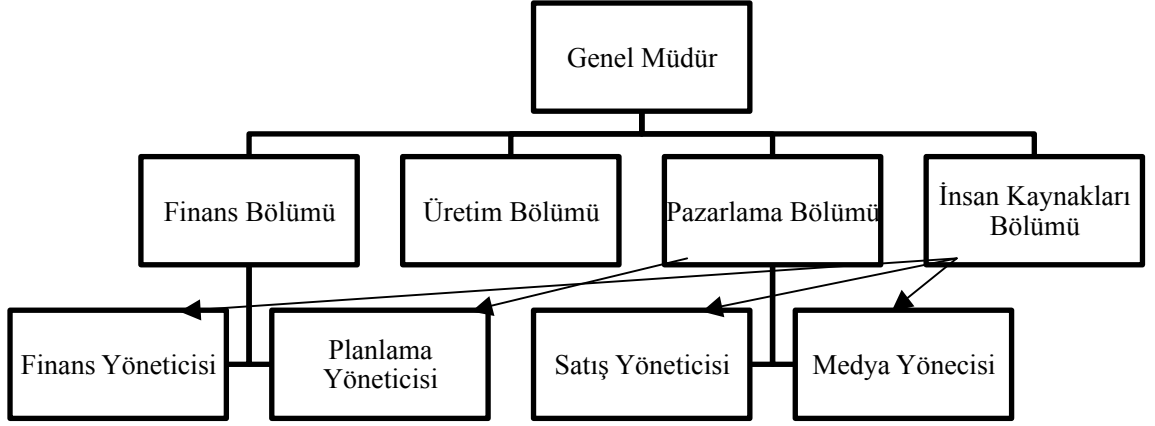 Genel Müdür
Finans Bölümü
Üretim Bölümü
Pazarlama Bölümü
İnsan Kaynakları
Bölümü
Finans Yöneticisi
Planlama
Yöneticisi
Satış Yöneticisi
Medya Yönecisi